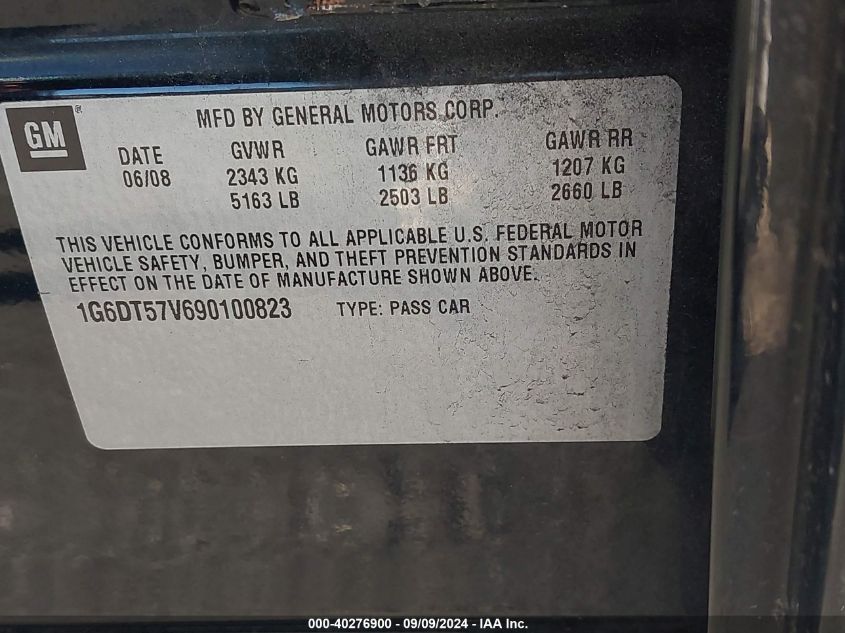 GM®
MFD BY GENERAL MOTORS CORP.
DATE GVWR GAWR FRT GAWR RR
06/08 2343 KG 1136 KG 1207 KG
5163 LB 2503 LB 2660 LB
THIS VEHICLE CONFORMS TO ALL APPLICABLE U.S. FEDERAL MOTOR
VEHICLE SAFETY, BUMPER, AND THEFT PREVENTION STANDARDS IN
EFFECT ON THE DATE OF MANUFACTURE SHOWN ABOVE.
1G6DT57V690100823 TYPE: PASS CAR
000-40276900 - 09/09/2024 - IAA Inc.